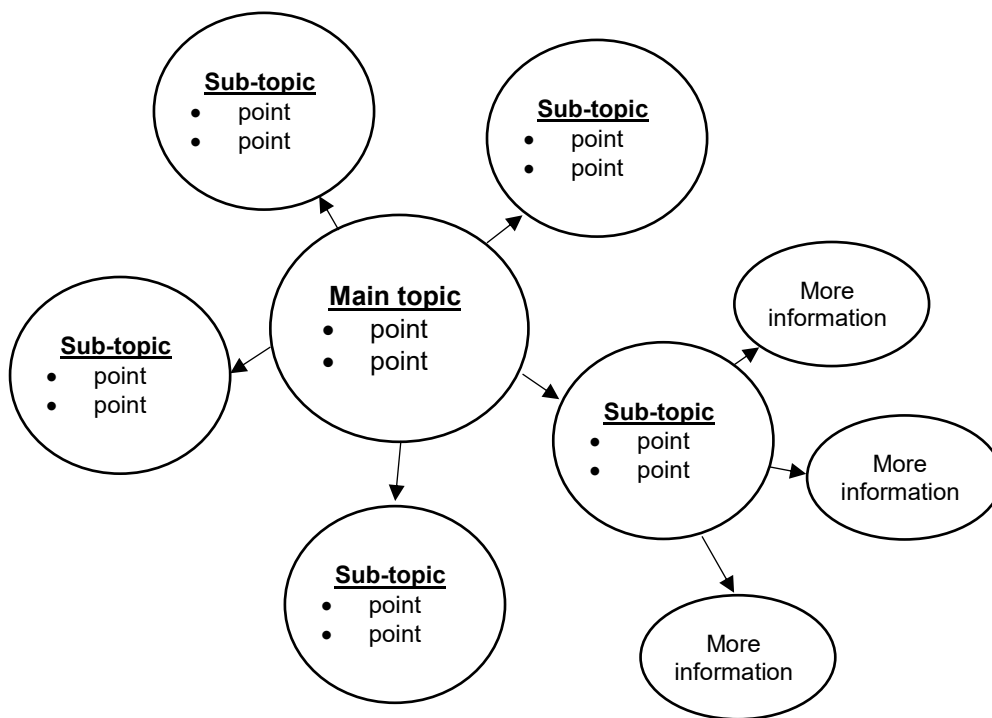 Sub-topic
• point
• point
Sub-topic
• point
• point
Main topic
• point
• point
Sub-topic
• point
• point
More
information
Sub-topic
• point
• point
More
information
Sub-topic
• point
• point
More
information